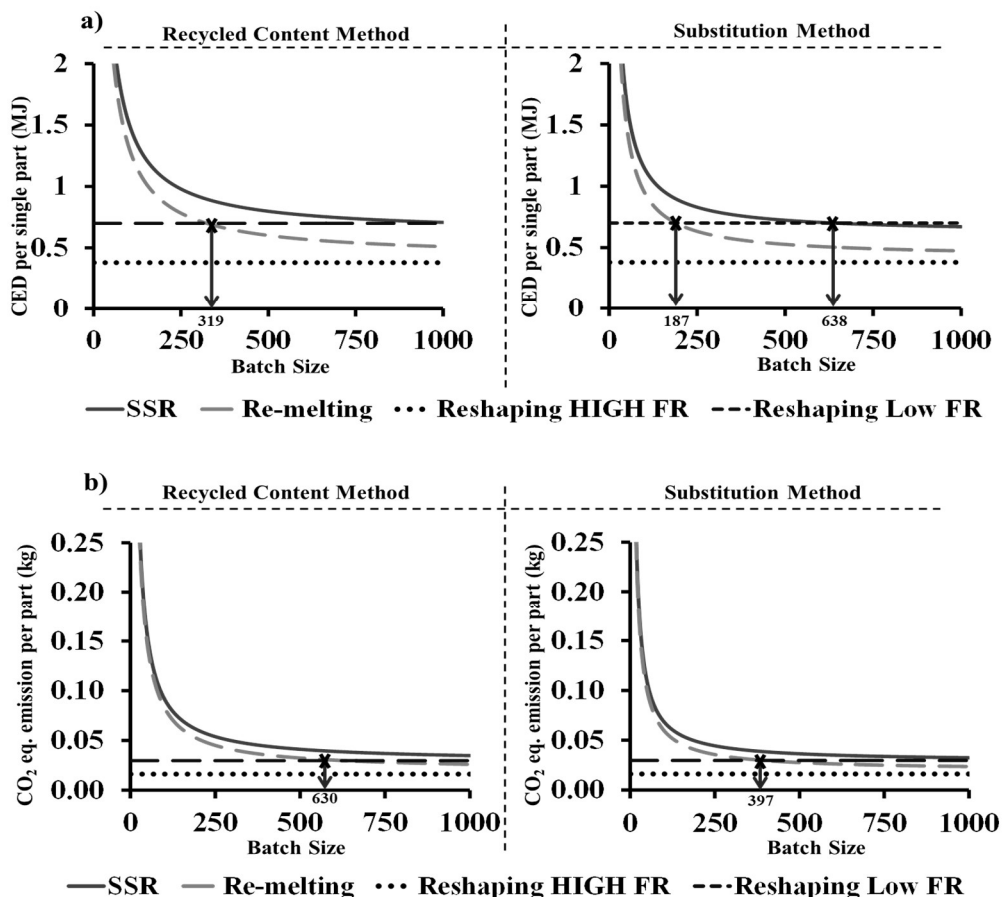 a)
Recycled Content Method
Substitution Method
CED per single part (MJ)
2
1.5
1
0.5
0
0 250 500 750 1000
319
Batch Size
CED per single part (MJ)
2
1.5
1
0.5
0
0 250 500 750 1000
187 638
Batch Size
SSR Re-melting Reshaping HIGH FR Reshaping Low FR
b)
Recycled Content Method
Substitution Method
CO₂ eq. emission per part (kg)
0.25
0.20
0.15
0.10
0.05
0.00
0 250 500 750 1000
630
Batch Size
CO₂ eq. emission per part (kg)
0.25
0.20
0.15
0.10
0.05
0.00
0 250 500 750 1000
397
Batch Size
SSR Re-melting Reshaping HIGH FR Reshaping Low FR